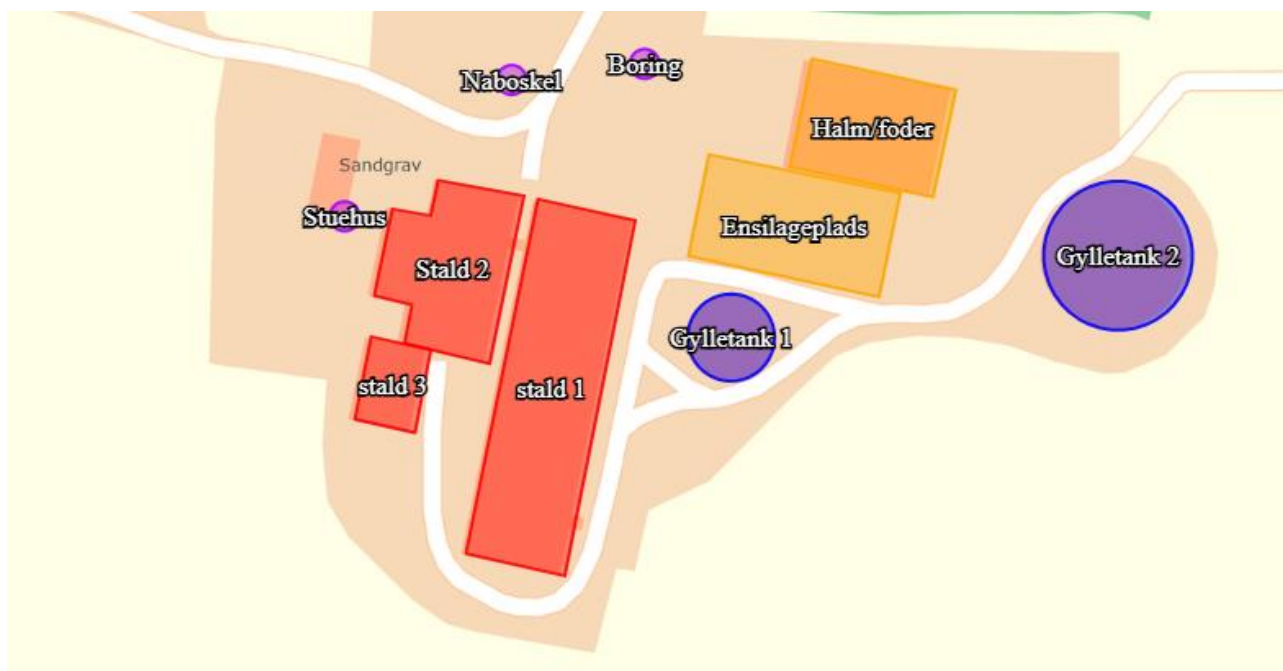 Boring
Naboskel
Halm/foder
Sandgrav
Stuehus
Ensilageplads
Gylletank 2
Stald 2
Gylletank 1
stald 3
stald 1